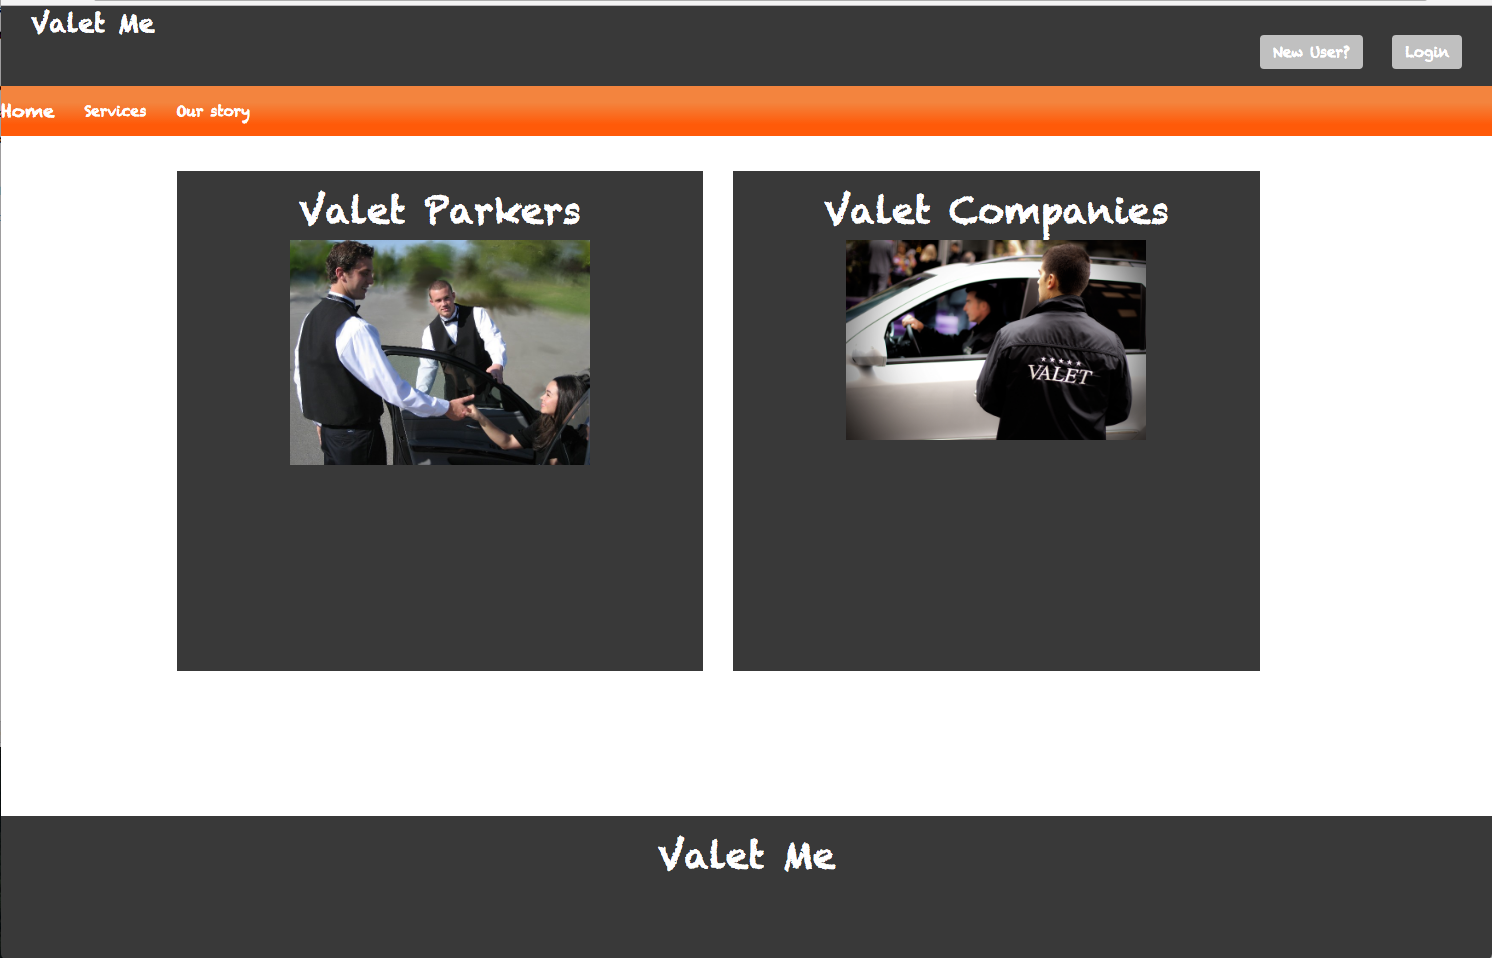 Valet Me
New User? Login
Home Services Our story
Valet Parkers Valet Companies
★★★★★
VALET
Valet Me